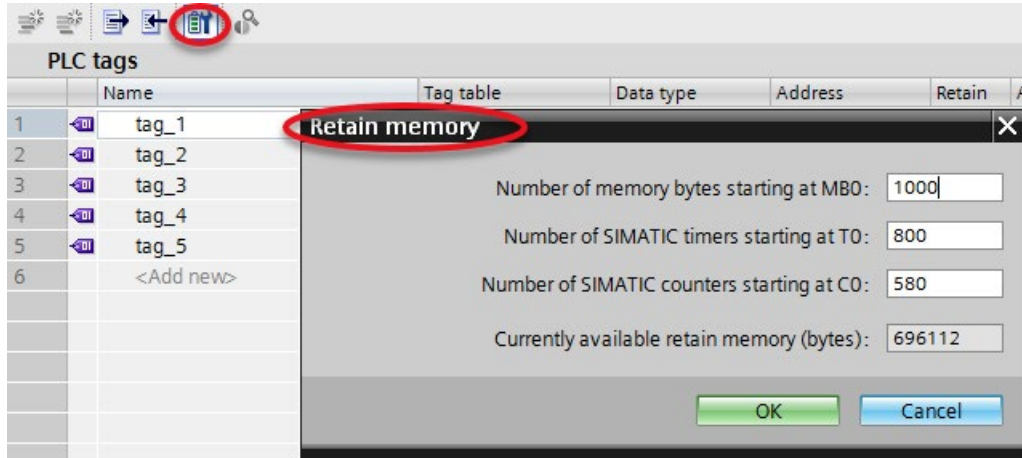 PLC tags
Name Tag table Data type Address Retain A
1 tag_1
2 tag_2
3 tag_3
4 tag_4
5 tag_5
6 <Add new>
Retain memory
Number of memory bytes starting at MB0: 1000
Number of SIMATIC timers starting at T0: 800
Number of SIMATIC counters starting at C0: 580
Currently available retain memory (bytes): 696112
OK Cancel